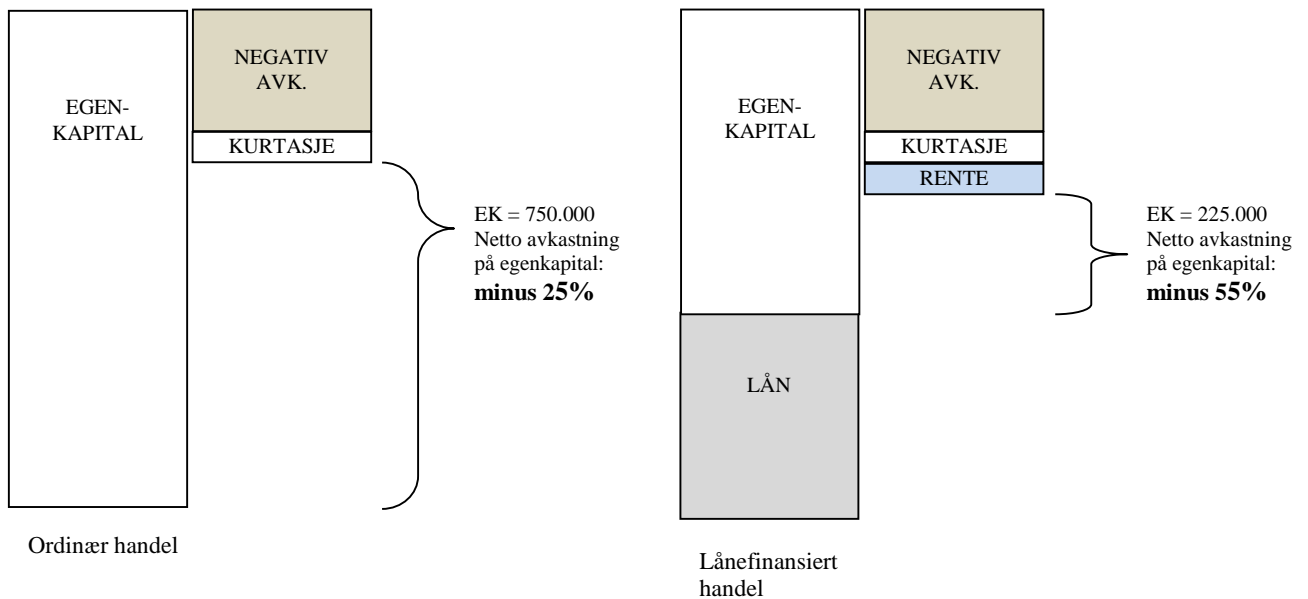 EGEN-
KAPITAL
NEGATIV
AVK.
KURTASJE
EK = 750.000
Netto avkastning
på egenkapital:
minus 25%
Ordinær handel
EGEN-
KAPITAL
NEGATIV
AVK.
KURTASJE
RENTE
EK = 225.000
Netto avkastning
på egenkapital:
minus 55%
LÅN
Lånefinansiert
handel